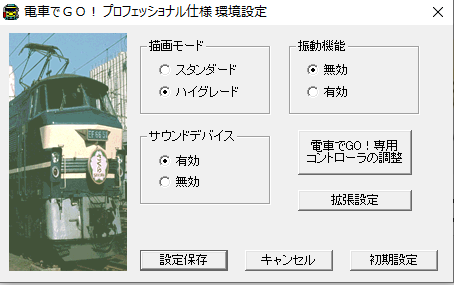 電車でＧＯ！ プロフェッショナル仕様 環境設定
描画モード
スタンダード
ハイグレード
振動機能
無効
有効
サウンドデバイス
有効
無効
電車でGO！専用
コントローラの調整
拡張設定
設定保存
キャンセル
初期設定